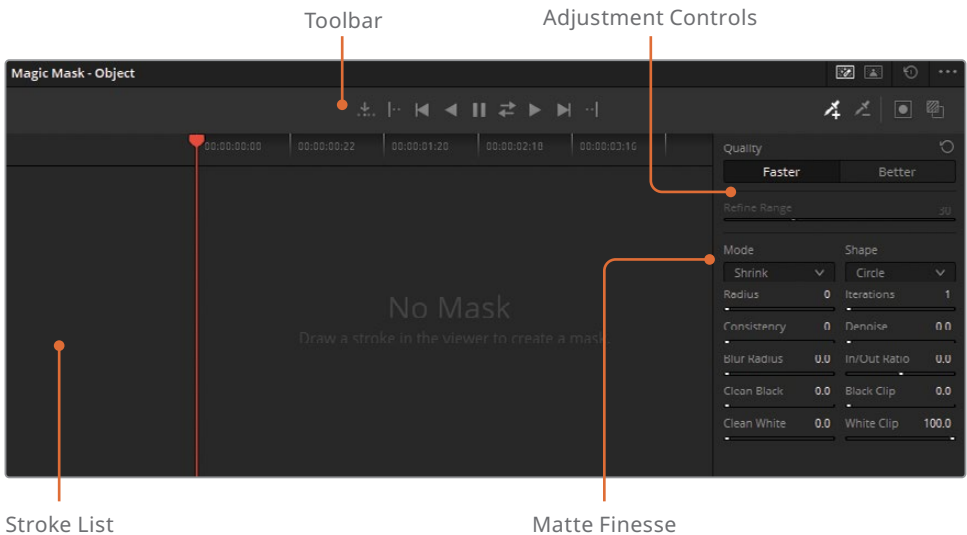 Toolbar
Adjustment Controls
Magic Mask - Object
00:00:00:00 00:00:00:22 00:00:01:20 00:00:02:18 00:00:03:16
Quality
Faster Better
Refine Range 30
Mode Shape
Shrink Circle
Radius 0 Iterations 1
Consistency 0 Denoise 0.0
Blur Radius 0.0 In/Out Ratio 0.0
Clean Black 0.0 Black Clip 0.0
Clean White 0.0 White Clip 100.0
No Mask
Draw a stroke in the viewer to create a mask.
Stroke List
Matte Finesse